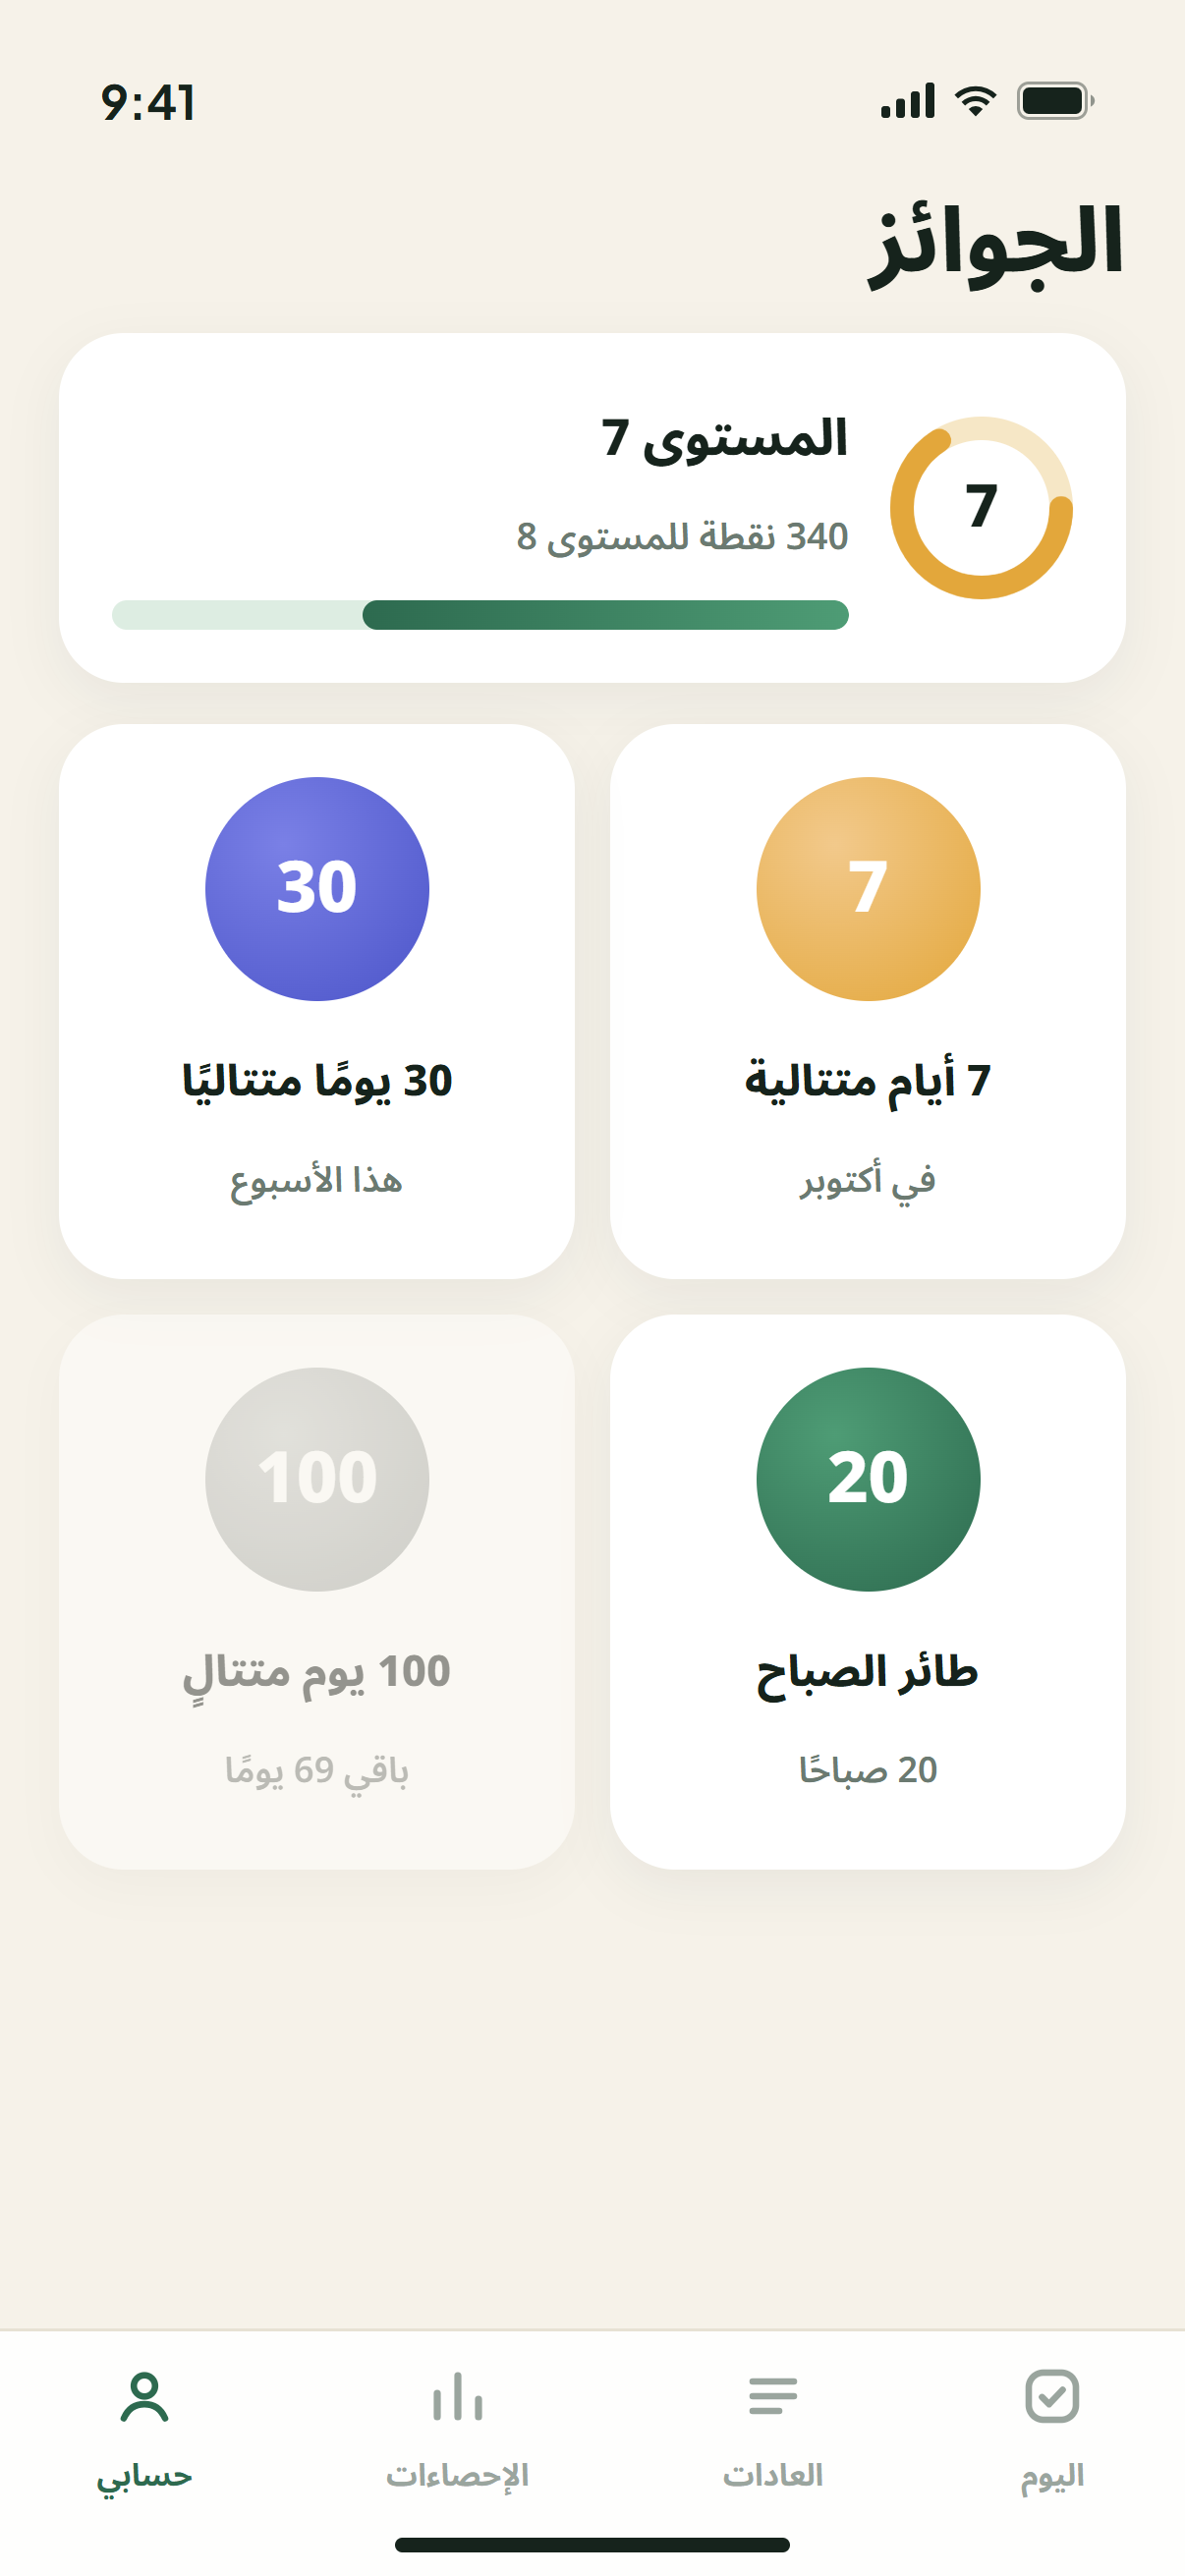 9:41
الجوائز
7
المستوى 7
340 نقطة للمستوى 8
7
7 أيام متتالية
في أكتوبر
30
30 يومًا متتاليًا
هذا الأسبوع
20
طائر الصباح
20 صباحًا
100
100 يوم متتالٍ
باقي 69 يومًا
اليوم
العادات
الإحصاءات
حسابي